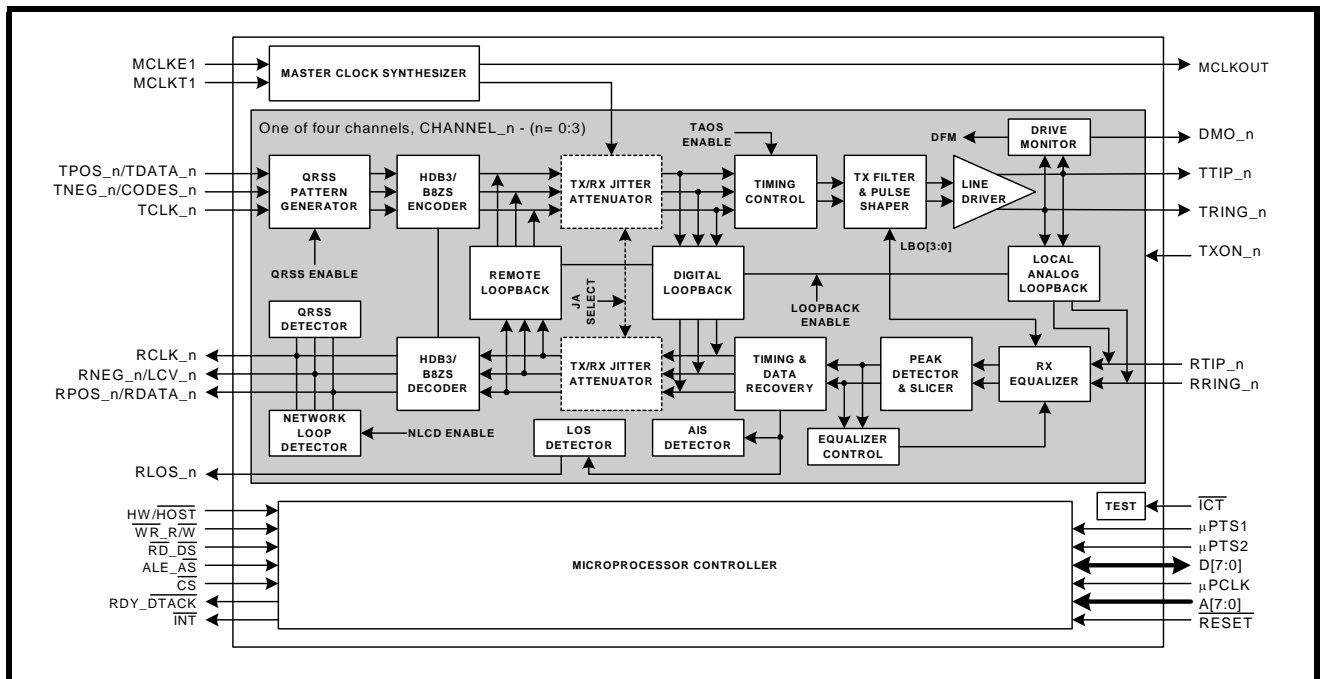 MCLKE1
MCLKT1
MASTER CLOCK SYNTHESIZER
MCLKOUT
One of four channels, CHANNEL_n - (n= 0:3)
TAOS
ENABLE
DFM
DRIVE
MONITOR
DMO_n
TPOS_n/TDATA_n
TNEG_n/CODES_n
TCLK_n
QRSS
PATTERN
GENERATOR
HDB3/
B8ZS
ENCODER
TX/RX JITTER
ATTENUATOR
TIMING
CONTROL
TX FILTER
& PULSE
SHAPER
LINE
DRIVER
TTIP_n
TRING_n
QRSS ENABLE
REMOTE
LOOPBACK
JA
SELECT
DIGITAL
LOOPBACK
LOOPBACK
ENABLE
LBO[3:0]
LOCAL
ANALOG
LOOPBACK
TXON_n
QRSS
DETECTOR
RCLK_n
RNEG_n/LCV_n
RPOS_n/RDATA_n
HDB3/
B8ZS
DECODER
TX/RX JITTER
ATTENUATOR
TIMING &
DATA
RECOVERY
PEAK
DETECTOR
& SLICER
RX
EQUALIZER
RTIP_n
RRING_n
NETWORK
LOOP
DETECTOR
NLCD ENABLE
LOS
DETECTOR
AIS
DETECTOR
EQUALIZER
CONTROL
RLOS_n
HW/HOST
WR_R/W
RD_DS
ALE_AS
CS
RDY_DTACK
INT
MICROPROCESSOR CONTROLLER
TEST
ICT
µPTS1
µPTS2
D[7:0]
µPCLK
A[7:0]
RESET